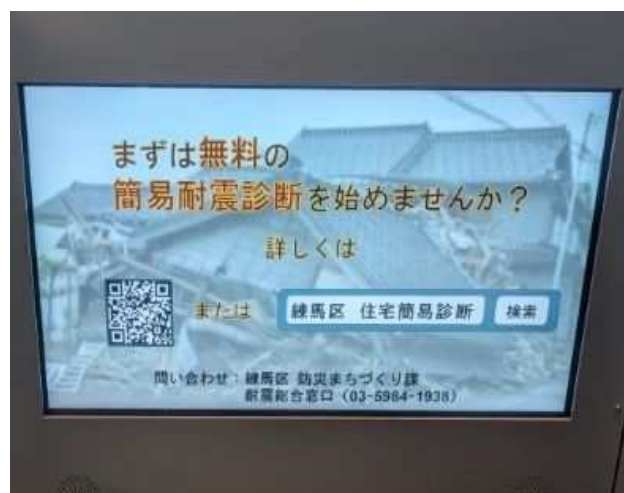 まずは無料の
簡易耐震診断を始めませんか?
詳しくは
または 練馬区 住宅簡易診断 検索
問い合わせ:練馬区 防災まちづくり課
耐震総合窓口(03-5984-1938)